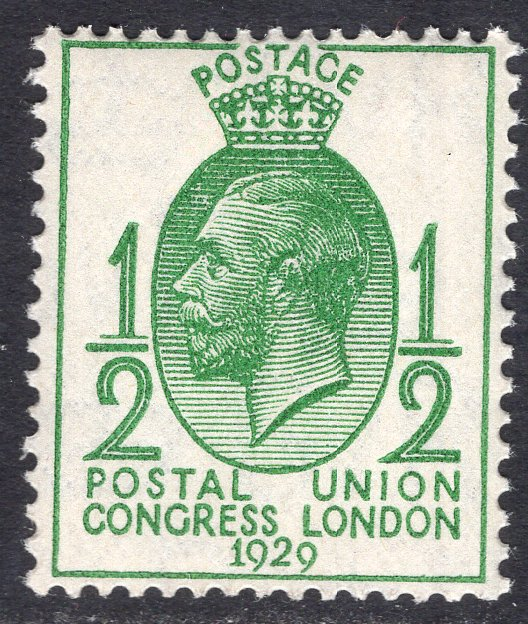 POSTAGE
1/2 1/2
POSTAL UNION
CONGRESS LONDON
1929